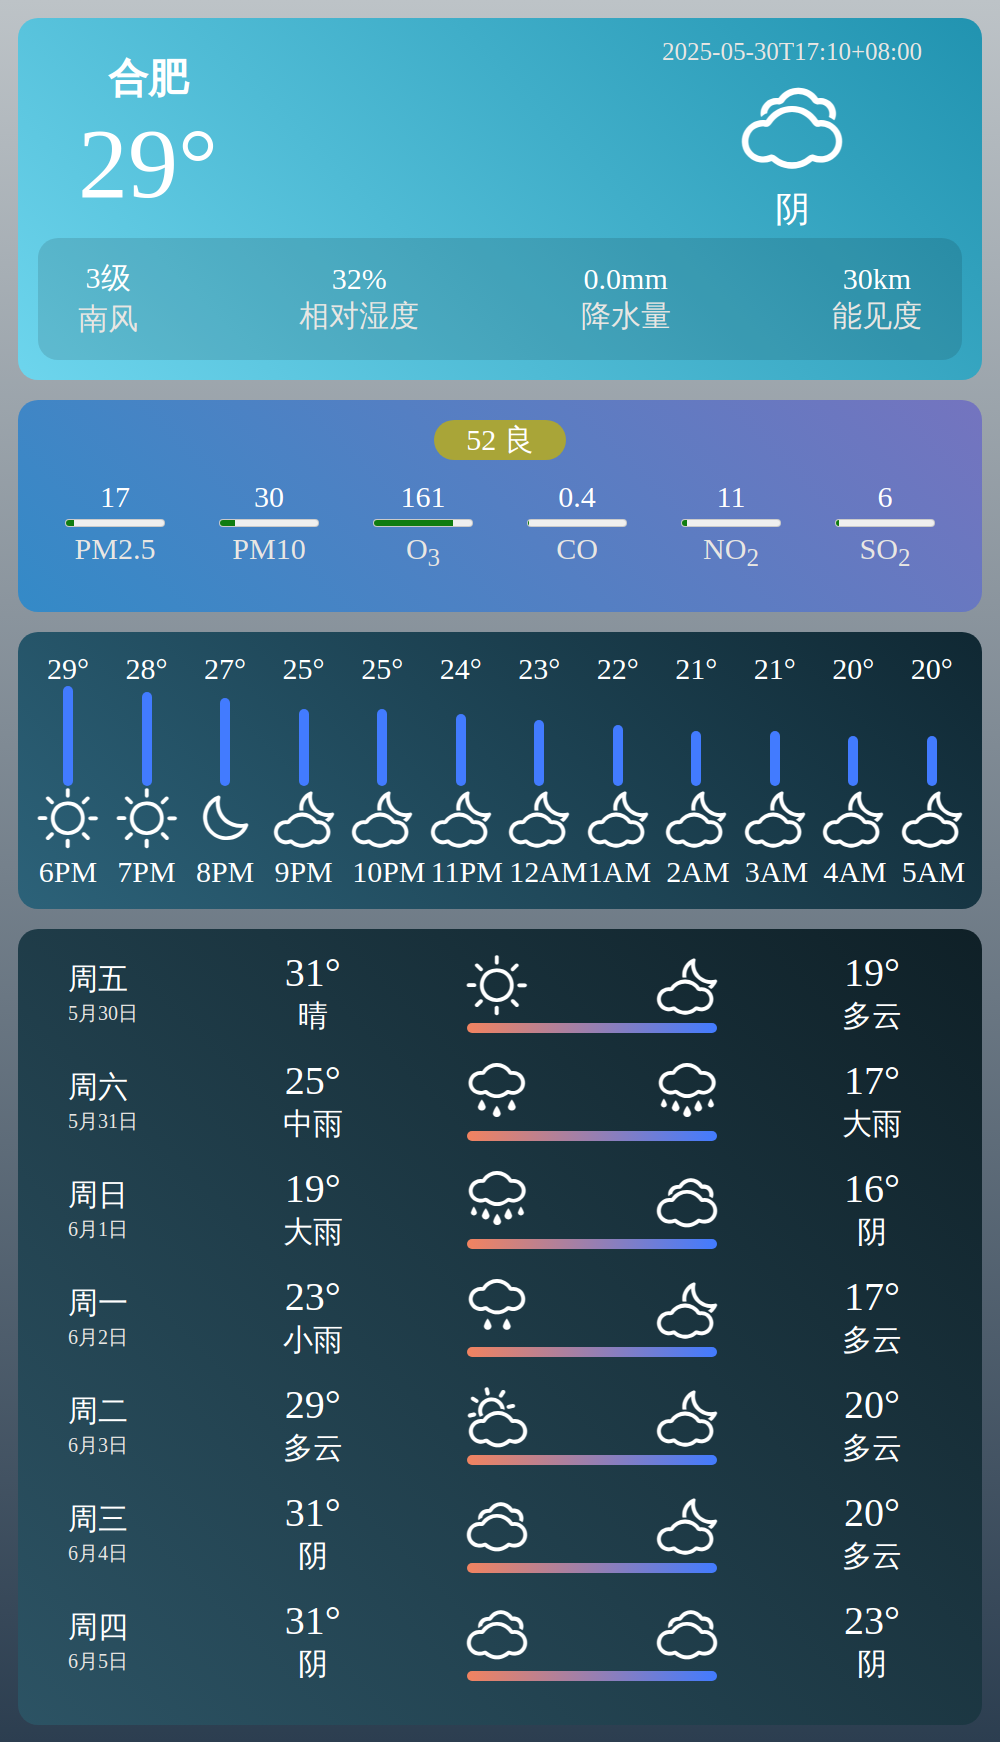 合肥
2025-05-30T17:10+08:00
29°
阴
3级 32% 0.0mm 30km
南风 相对湿度 降水量 能见度
52 良
17 30 161 0.4 11 6
PM2.5 PM10 O3 CO NO2 SO2
29° 28° 27° 25° 25° 24° 23° 22° 21° 21° 20° 20°
6PM 7PM 8PM 9PM 10PM 11PM 12AM 1AM 2AM 3AM 4AM 5AM
周五 31° 19°
5月30日 晴 多云
周六 25° 17°
5月31日 中雨 大雨
周日 19° 16°
6月1日 大雨 阴
周一 23° 17°
6月2日 小雨 多云
周二 29° 20°
6月3日 多云 多云
周三 31° 20°
6月4日 阴 多云
周四 31° 23°
6月5日 阴 阴